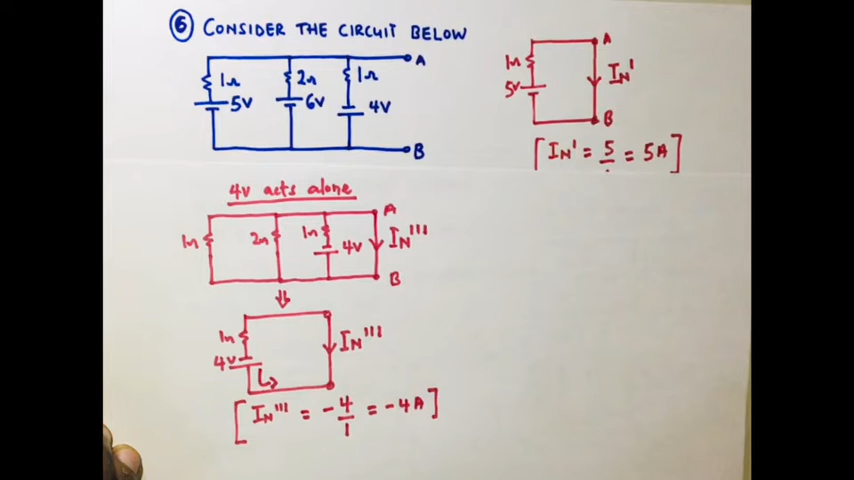 6 CONSIDER THE CIRCUIT BELOW
1Ω
5V
2Ω
6V
1Ω
4V
A
B
1Ω
5V
A
IN'
B
[IN' = 5/1 = 5A]
4V acts alone
1Ω
2Ω
1Ω
4V
A
IN'''
B
⇓
1Ω
4V
IN'''
[IN''' = -4/1 = -4A]